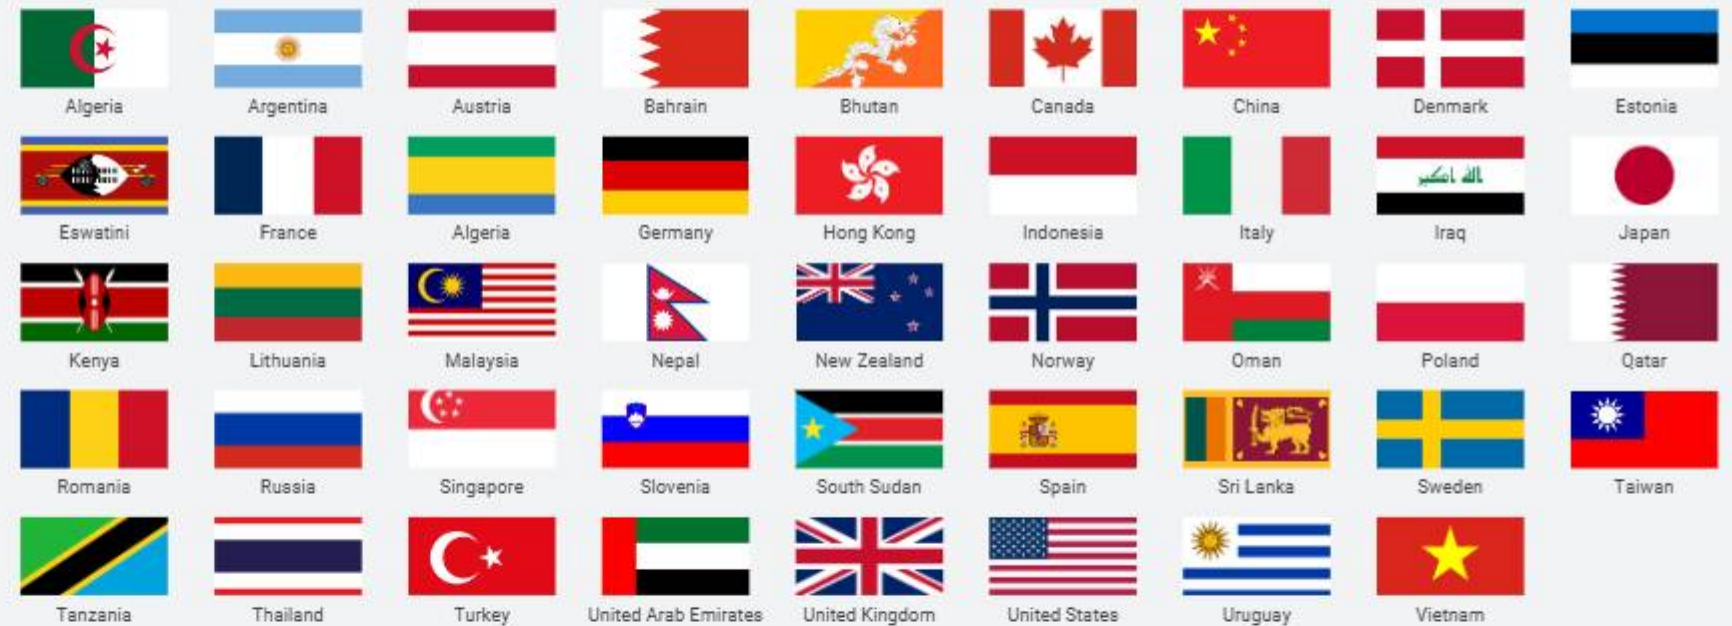 Algeria Argentina Austria Bahrain Bhutan Canada China Denmark Estonia
Eswatini France Algeria Germany Hong Kong Indonesia Italy Iraq Japan
Kenya Lithuania Malaysia Nepal New Zealand Norway Oman Poland Qatar
Romania Russia Singapore Slovenia South Sudan Spain Sri Lanka Sweden Taiwan
Tanzania Thailand Turkey United Arab Emirates United Kingdom United States Uruguay Vietnam